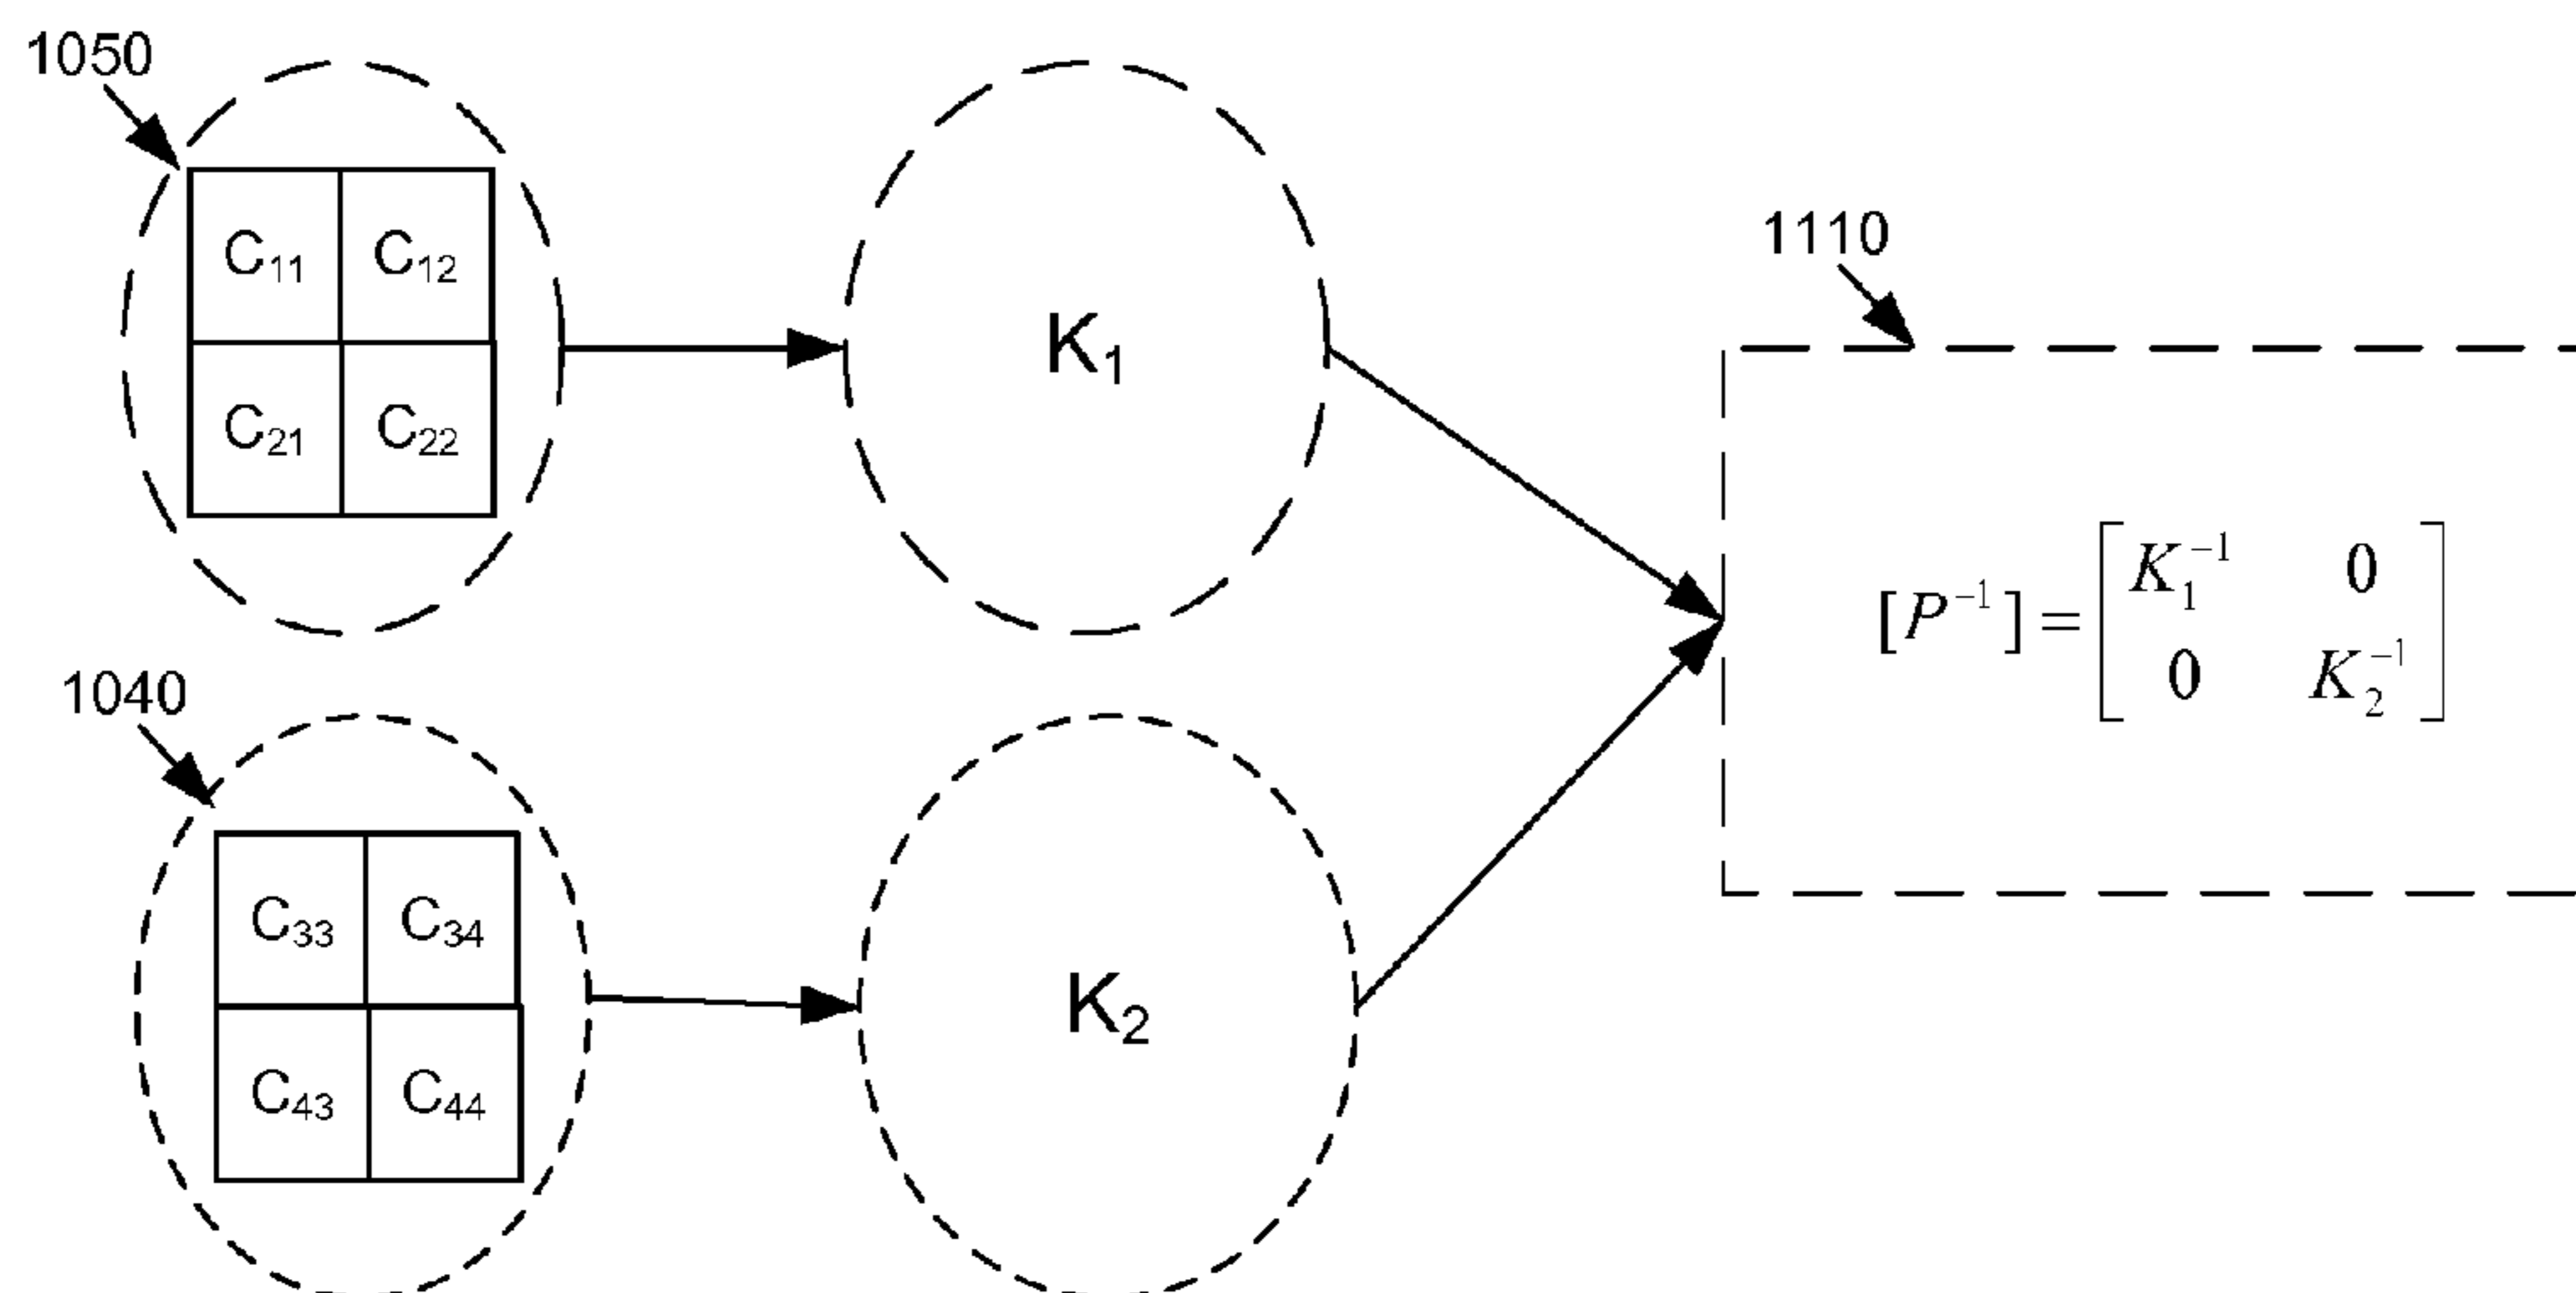 1050
C₁₁ C₁₂
C₂₁ C₂₂
K₁
1110
[P⁻¹] = [K₁⁻¹ 0
0 K₂⁻¹]
1040
C₃₃ C₃₄
C₄₃ C₄₄
K₂